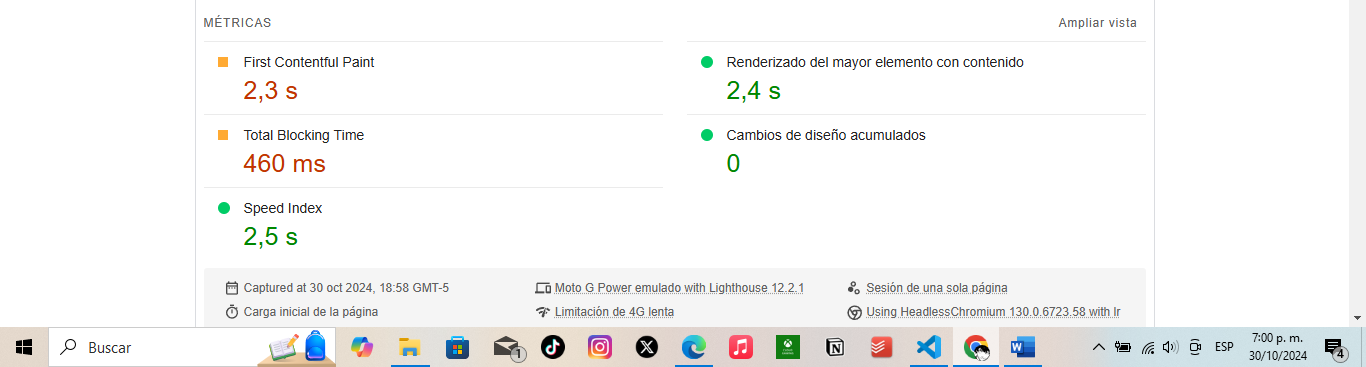 MÉTRICAS
Ampliar vista
First Contentful Paint
2,3 s
Renderizado del mayor elemento con contenido
2,4 s
Total Blocking Time
460 ms
Cambios de diseño acumulados
0
Speed Index
2,5 s
Captured at 30 oct 2024, 18:58 GMT-5
Moto G Power emulado with Lighthouse 12.2.1
Sesión de una sola página
Carga inicial de la página
Limitación de 4G lenta
Using HeadlessChromium 130.0.6723.58 with lr
Buscar
1
ESP
7:00 p. m.
30/10/2024
4